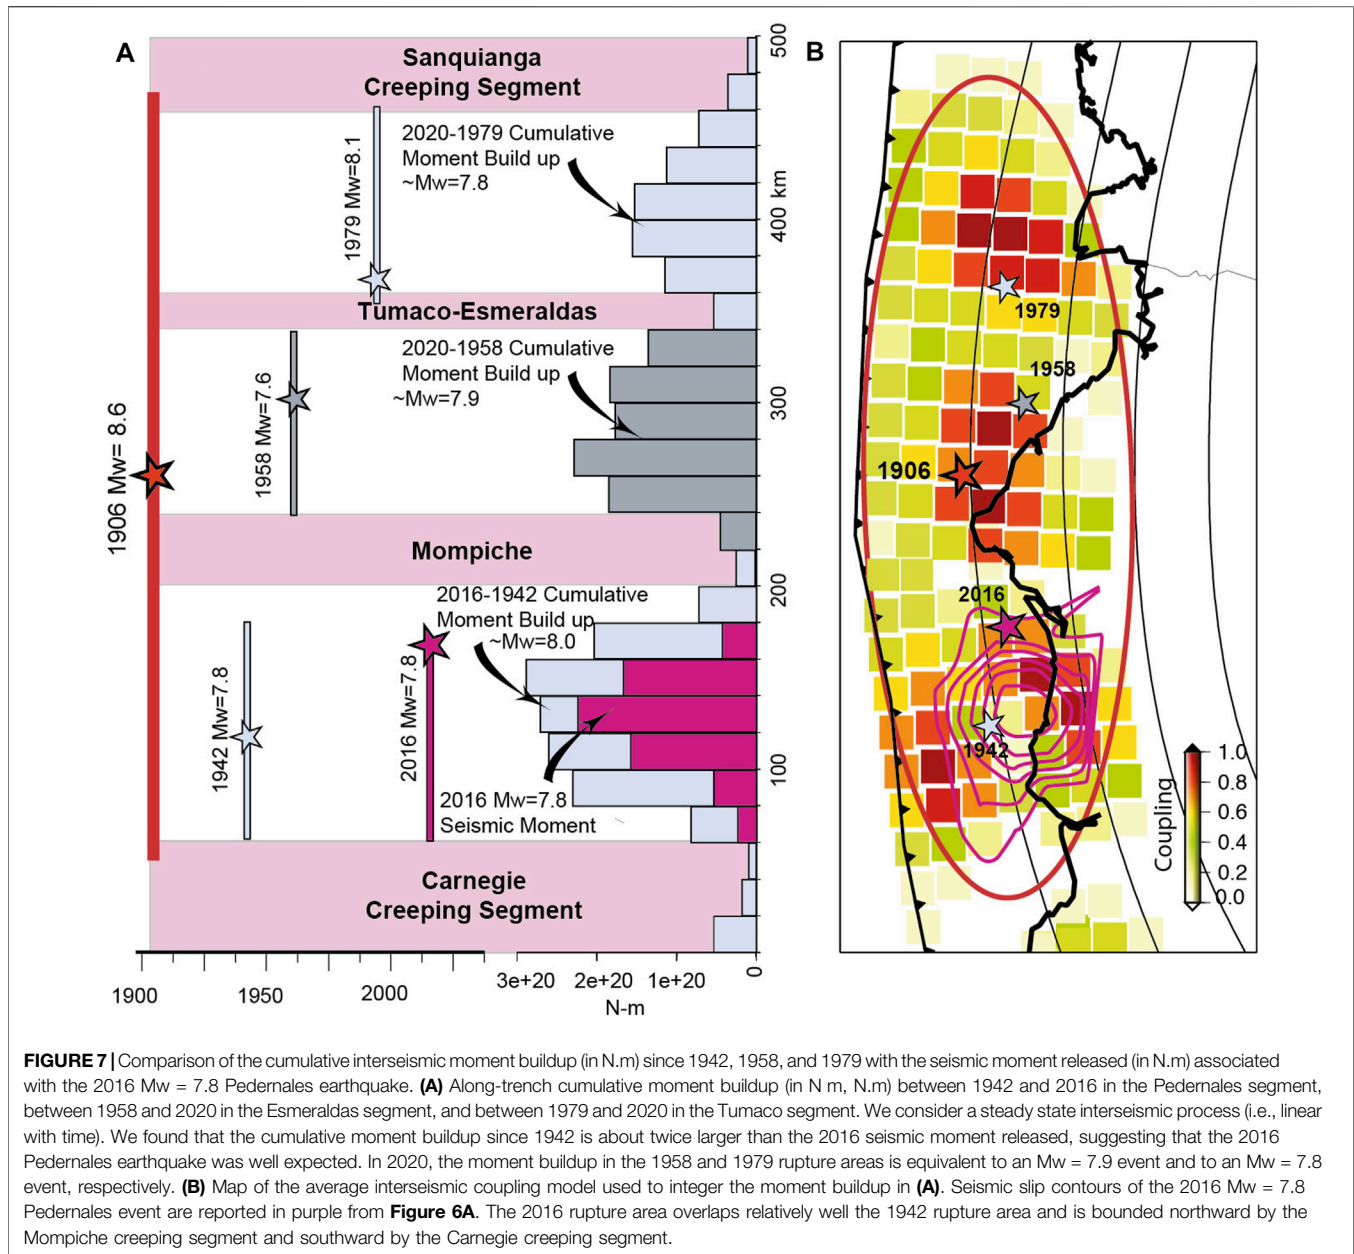 A
Sanquianga
Creeping Segment
2020-1979 Cumulative
Moment Build up
~Mw=7.8
1979 Mw=8.1
Tumaco-Esmeraldas
2020-1958 Cumulative
Moment Build up
~Mw=7.9
1958 Mw=7.6
1906 Mw= 8.6
Mompiche
2016-1942 Cumulative
Moment Build up
~Mw=8.0
1942 Mw=7.8
2016 Mw=7.8
2016 Mw=7.8
Seismic Moment
Carnegie
Creeping Segment
500
400 km
300
200
100
0
1900
1950
2000
3e+20
2e+20
1e+20
N-m
B
1979
1958
1906
2016
1942
Coupling
1.0
0.8
0.6
0.4
0.2
0.0
FIGURE 7 | Comparison of the cumulative interseismic moment buildup (in N.m) since 1942, 1958, and 1979 with the seismic moment released (in N.m) associated
with the 2016 Mw = 7.8 Pedernales earthquake. (A) Along-trench cumulative moment buildup (in N m, N.m) between 1942 and 2016 in the Pedernales segment,
between 1958 and 2020 in the Esmeraldas segment, and between 1979 and 2020 in the Tumaco segment. We consider a steady state interseismic process (i.e., linear
with time). We found that the cumulative moment buildup since 1942 is about twice larger than the 2016 seismic moment released, suggesting that the 2016
Pedernales earthquake was well expected. In 2020, the moment buildup in the 1958 and 1979 rupture areas is equivalent to an Mw = 7.9 event and to an Mw = 7.8
event, respectively. (B) Map of the average interseismic coupling model used to integer the moment buildup in (A). Seismic slip contours of the 2016 Mw = 7.8
Pedernales event are reported in purple from Figure 6A. The 2016 rupture area overlaps relatively well the 1942 rupture area and is bounded northward by the
Mompiche creeping segment and southward by the Carnegie creeping segment.